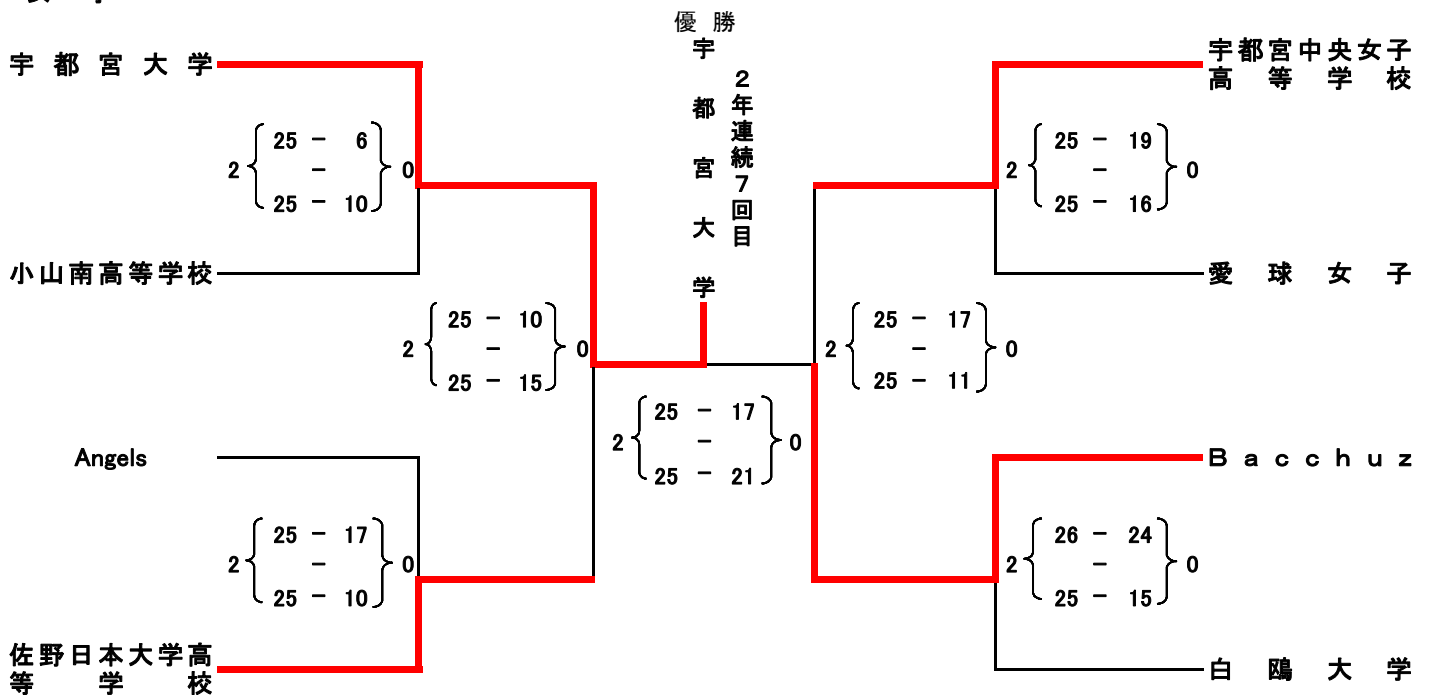 優勝
宇都宮大学
2年連続7回目
宇都宮大学
25 - 6
2 - 0
25 - 10
小山南高等学校
25 - 10
2 - 0
25 - 15
Angels
25 - 17
2 - 0
25 - 10
佐野日本大学高
等学校
25 - 17
2 - 0
25 - 21
宇都宮中央女子
高等学校
25 - 19
2 - 0
25 - 16
愛球女子
25 - 17
2 - 0
25 - 11
Bacchuz
26 - 24
2 - 0
25 - 15
白鴎大学